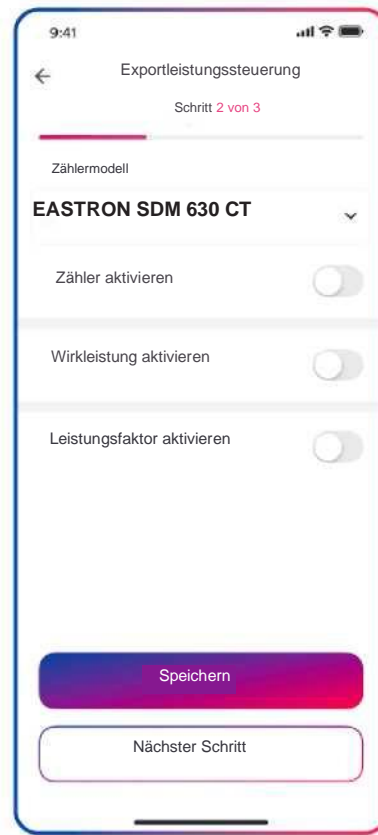 9:41
Exportleistungssteuerung
Schritt 2 von 3
Zählermodell
EASTRON SDM 630 CT
Zähler aktivieren
Wirkleistung aktivieren
Leistungsfaktor aktivieren
Speichern
Nächster Schritt